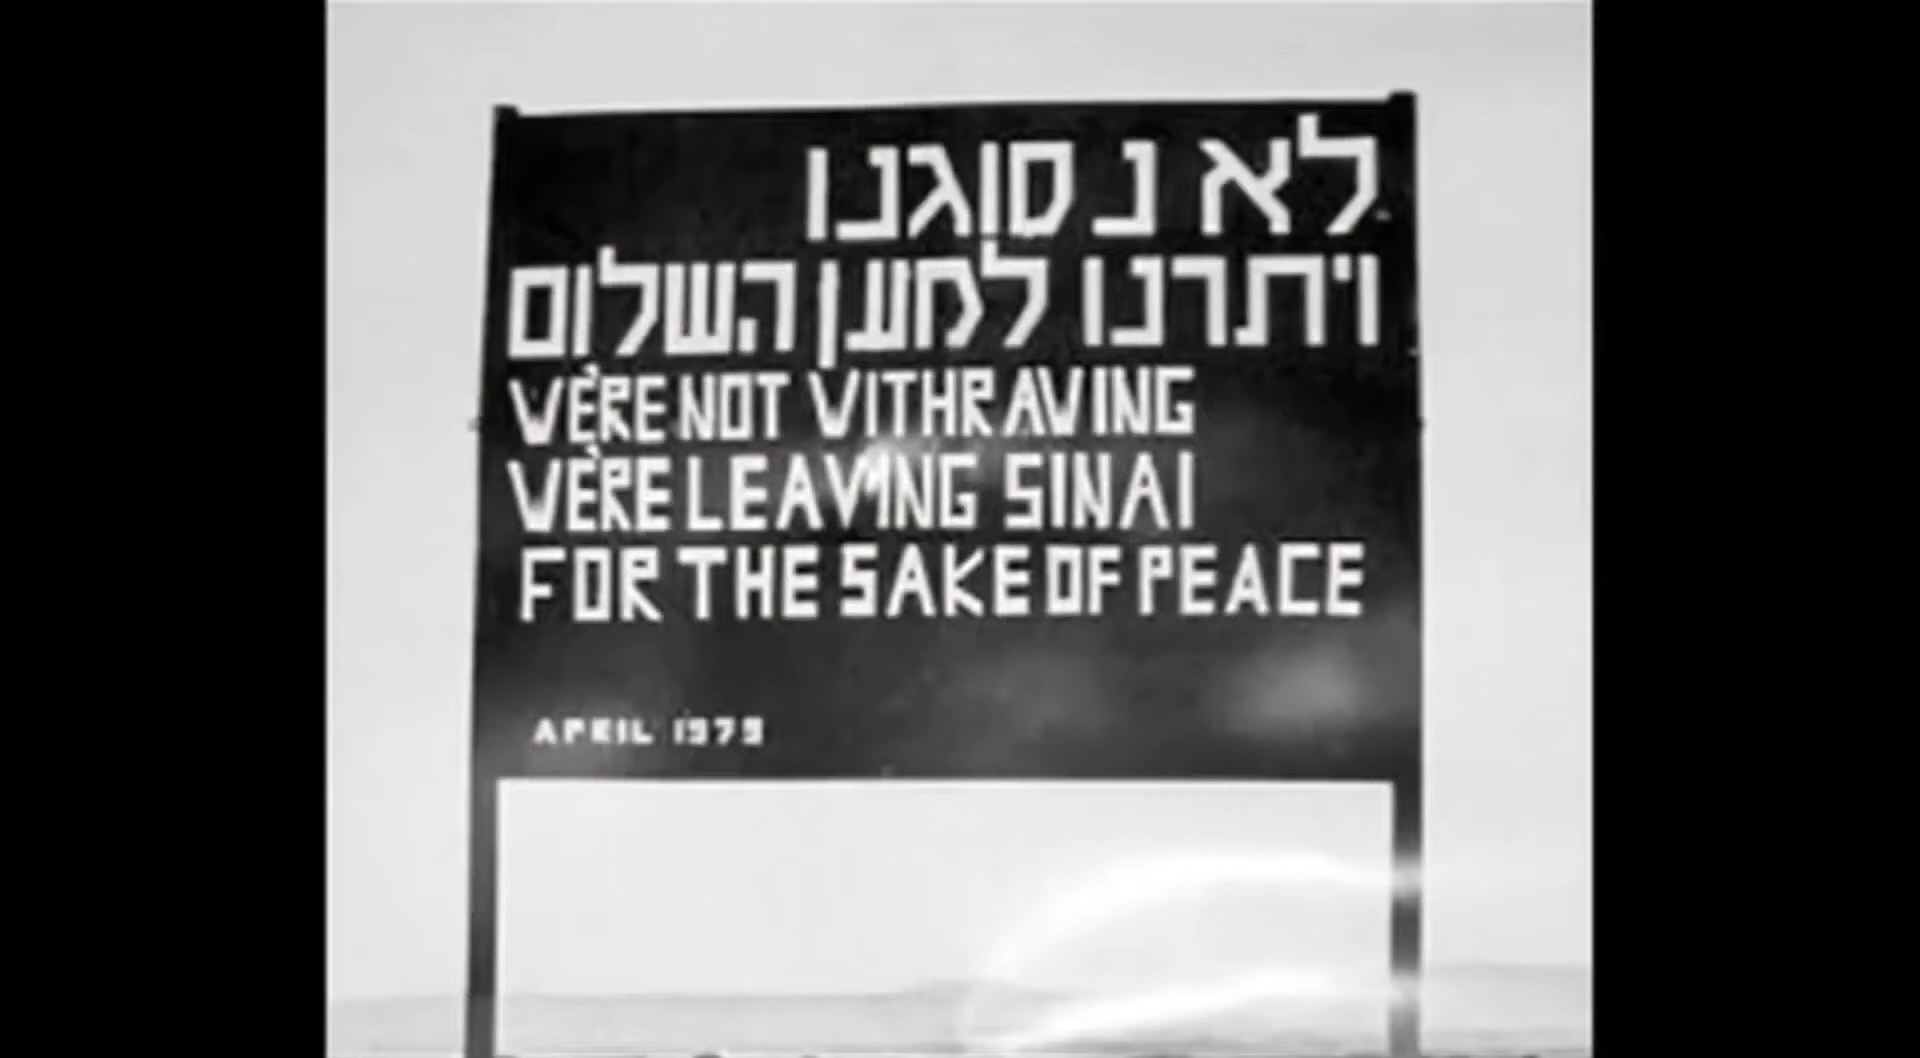 לא נסוגנו
ויתרנו למען השלום
WE'RE NOT VITHRAVING
WE'RE LEAVING SINAI
FOR THE SAKE OF PEACE
APRIL 1979